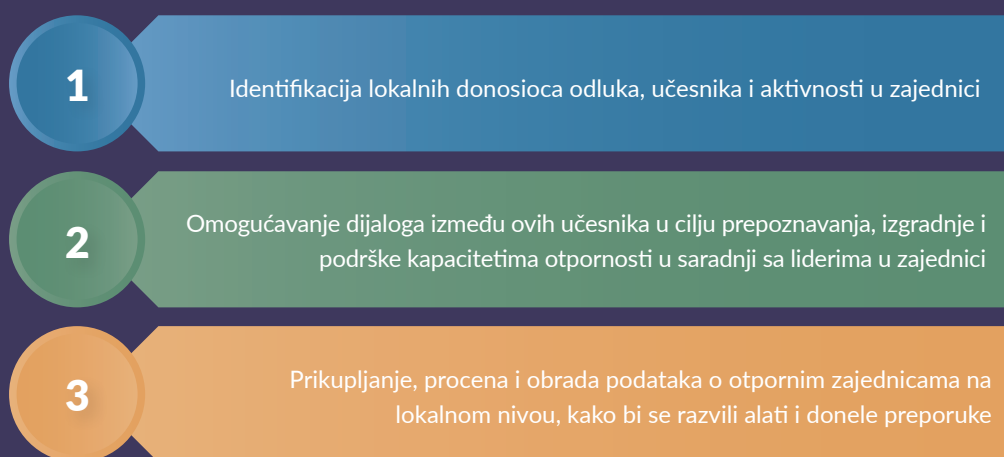 1
Identifikacija lokalnih donosioca odluka, učesnika i aktivnosti u zajednici
2
Omogućavanje dijaloga između ovih učesnika u cilju prepoznavanja, izgradnje i
podrške kapacitetima otpornosti u saradnji sa liderima u zajednici
3
Prikupljanje, procena i obrada podataka o otpornim zajednicama na
lokalnom nivou, kako bi se razvili alati i donele preporuke